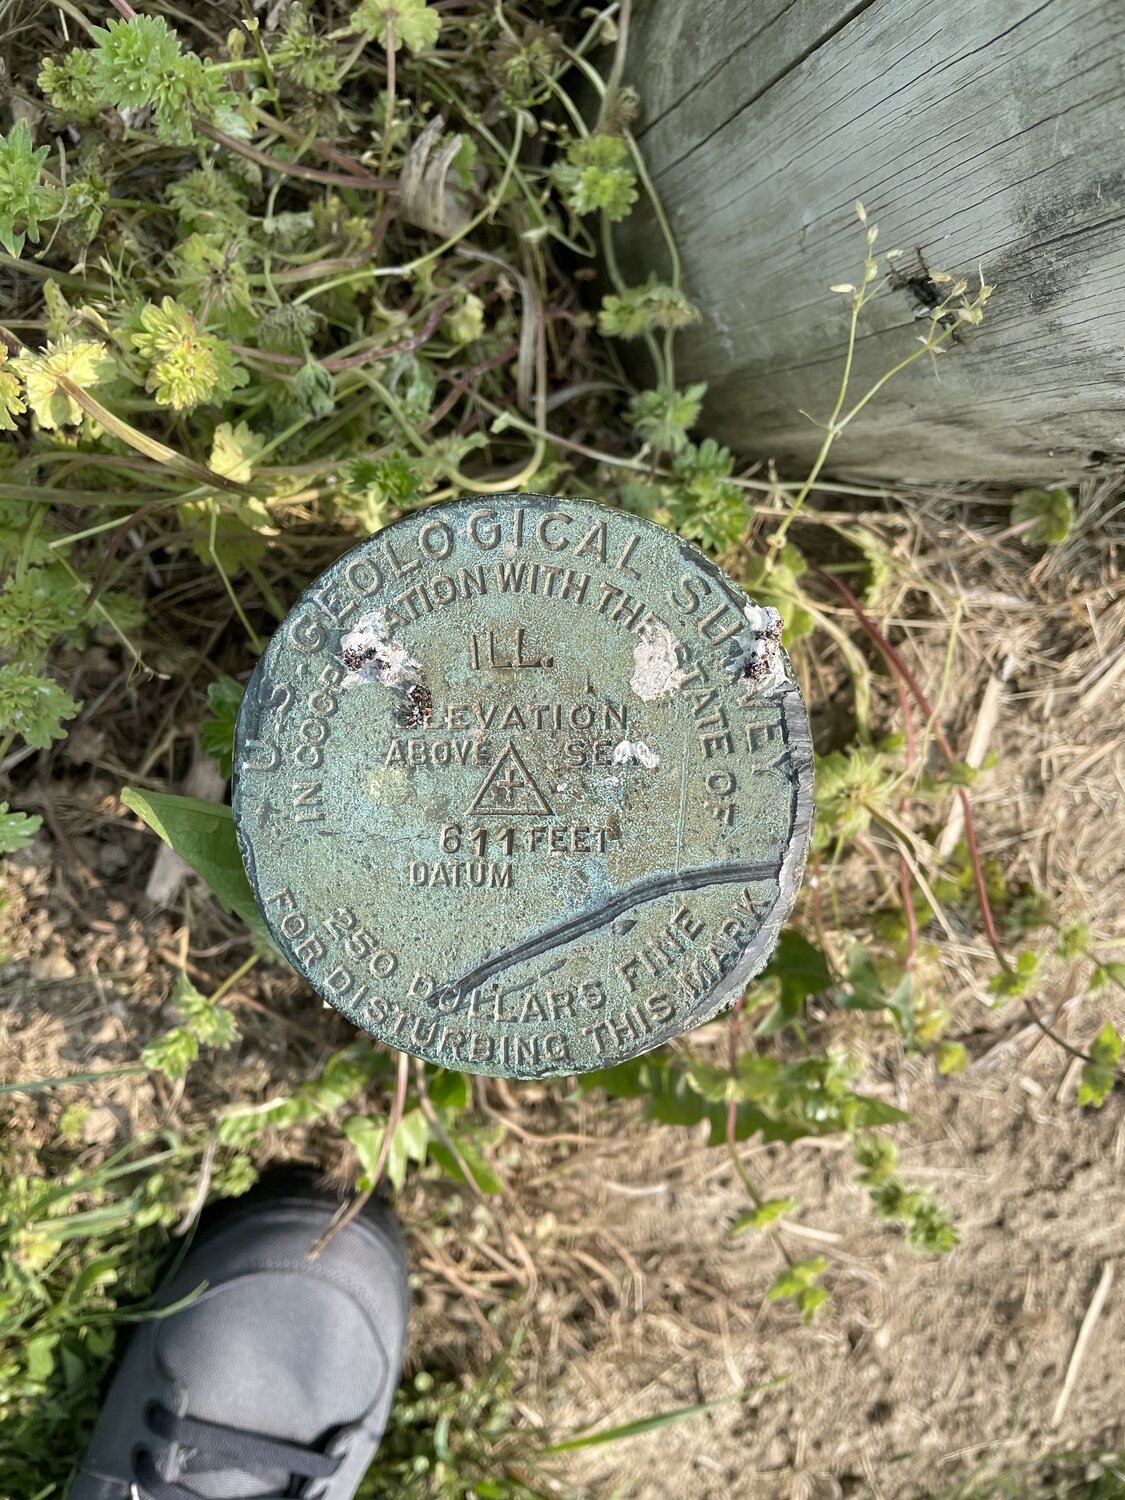 U.S. GEOLOGICAL SURVEY
IN COOPERATION WITH THE STATE OF
ILL.
ELEVATION
ABOVE SEA
611 FEET
DATUM
250 DOLLARS FINE
FOR DISTURBING THIS MARK